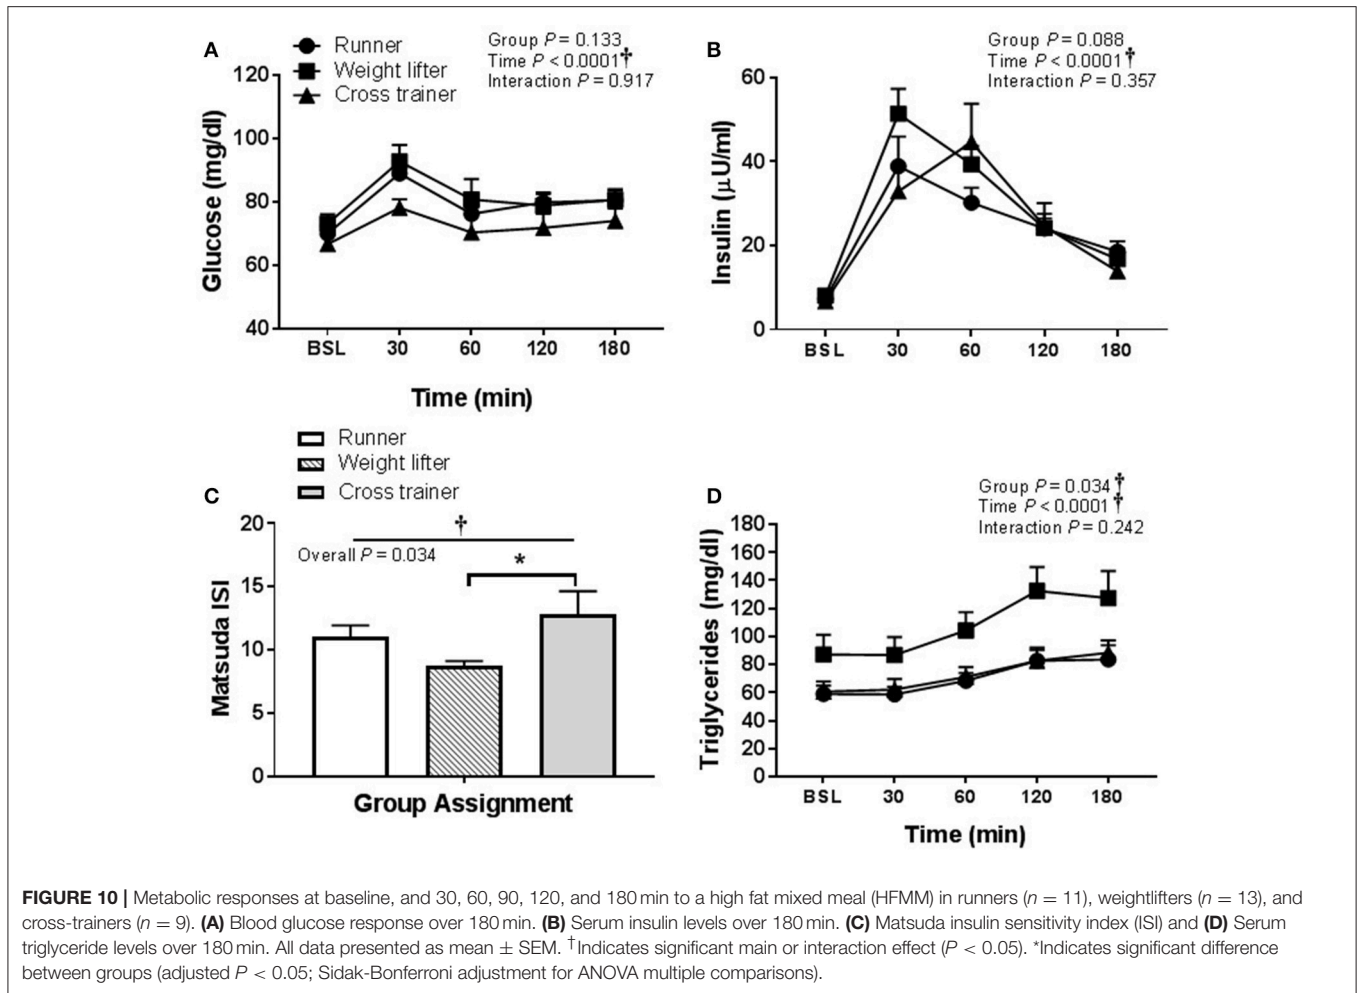 A
Runner
Weight lifter
Cross trainer
Group P = 0.133
Time P < 0.0001†
Interaction P = 0.917
Glucose (mg/dl)
120
100
80
60
40
BSL 30 60 120 180
Time (min)
B
Group P = 0.088
Time P < 0.0001†
Interaction P = 0.357
Insulin (μU/ml)
60
40
20
0
BSL 30 60 120 180
Runner
Weight lifter
Cross trainer
C
Matsuda ISI
20
15
10
5
0
Overall P = 0.034
†
*
Group Assignment
D
Group P = 0.034†
Time P < 0.0001†
Interaction P = 0.242
Triglycerides (mg/dl)
180
160
140
120
100
80
60
40
20
0
BSL 30 60 120 180
Time (min)
FIGURE 10 | Metabolic responses at baseline, and 30, 60, 90, 120, and 180 min to a high fat mixed meal (HFMM) in runners (n = 11), weightlifters (n = 13), and
cross-trainers (n = 9). (A) Blood glucose response over 180 min. (B) Serum insulin levels over 180 min. (C) Matsuda insulin sensitivity index (ISI) and (D) Serum
triglyceride levels over 180 min. All data presented as mean ± SEM. †Indicates significant main or interaction effect (P < 0.05). *Indicates significant difference
between groups (adjusted P < 0.05; Sidak-Bonferroni adjustment for ANOVA multiple comparisons).